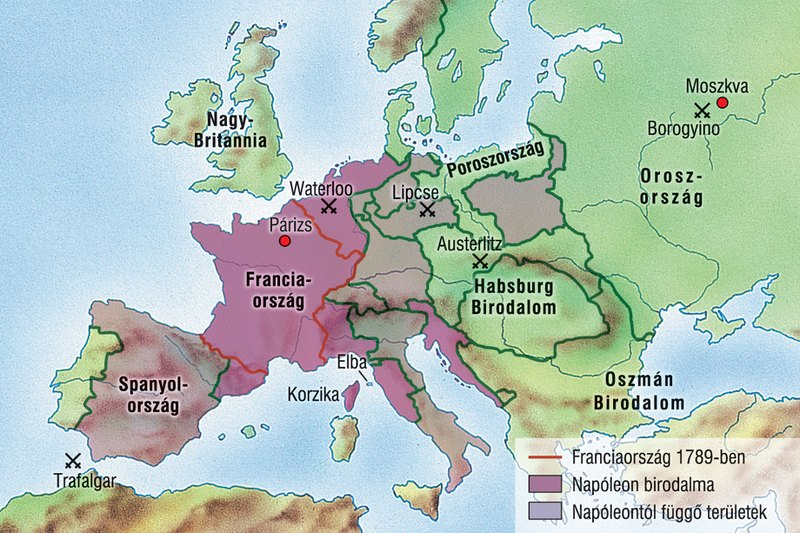 Moszkva
Borogyino
Nagy-
Britannia
Poroszország
Orosz-
ország
Waterloo
Lipcse
Párizs
Austerlitz
Francia-
ország
Habsburg
Birodalom
Elba
Spanyol-
ország
Korzika
Oszmán
Birodalom
Trafalgar
Franciaország 1789-ben
Napóleon birodalma
Napóleontól függő területek